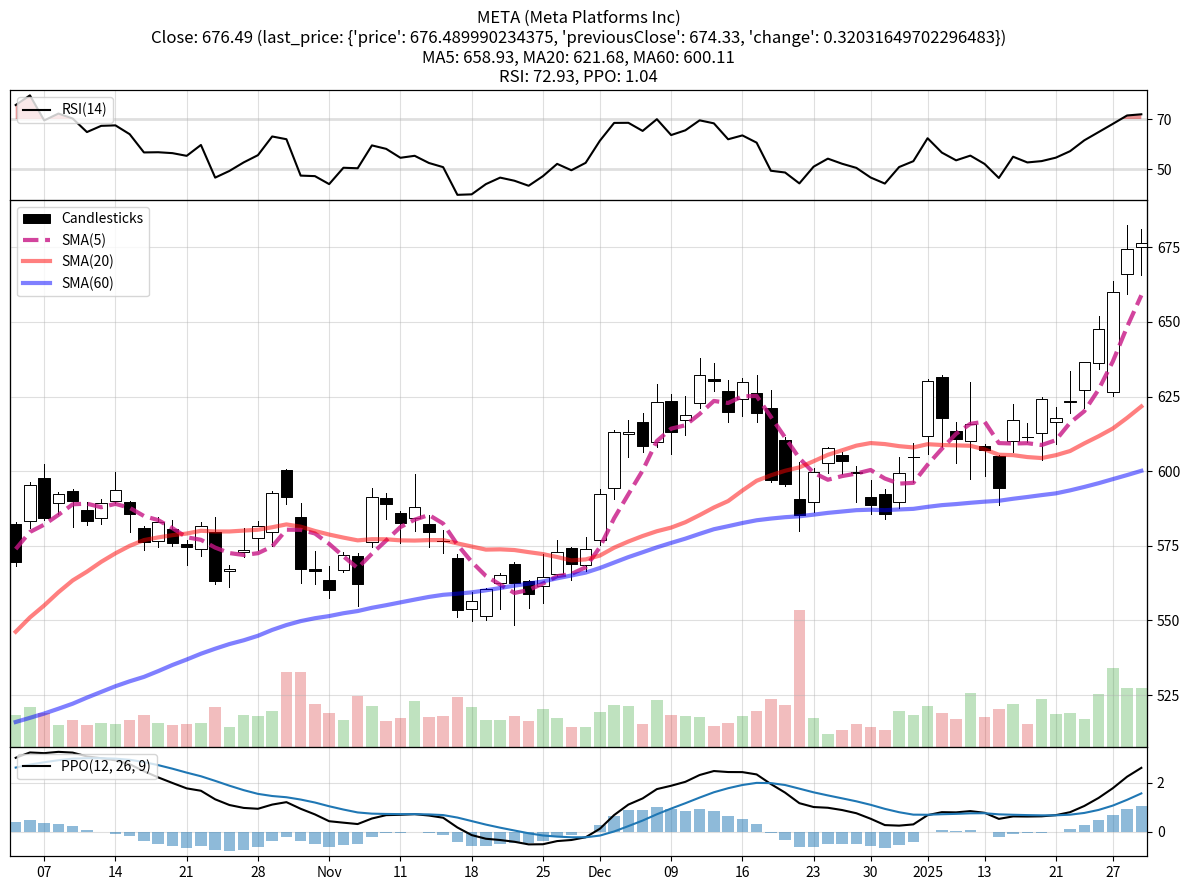 META (Meta Platforms Inc)
Close: 676.49 (last_price: {'price': 676.489990234375, 'previousClose': 674.33, 'change': 0.32031649702296483})
MA5: 658.93, MA20: 621.68, MA60: 600.11
RSI: 72.93, PPO: 1.04
RSI(14)
70
50
Candlesticks
SMA(5)
SMA(20)
SMA(60)
675
650
625
600
575
550
525
PPO(12, 26, 9)
2
0
07 14 21 28 Nov 11 18 25 Dec 09 16 23 30 2025 13 21 27